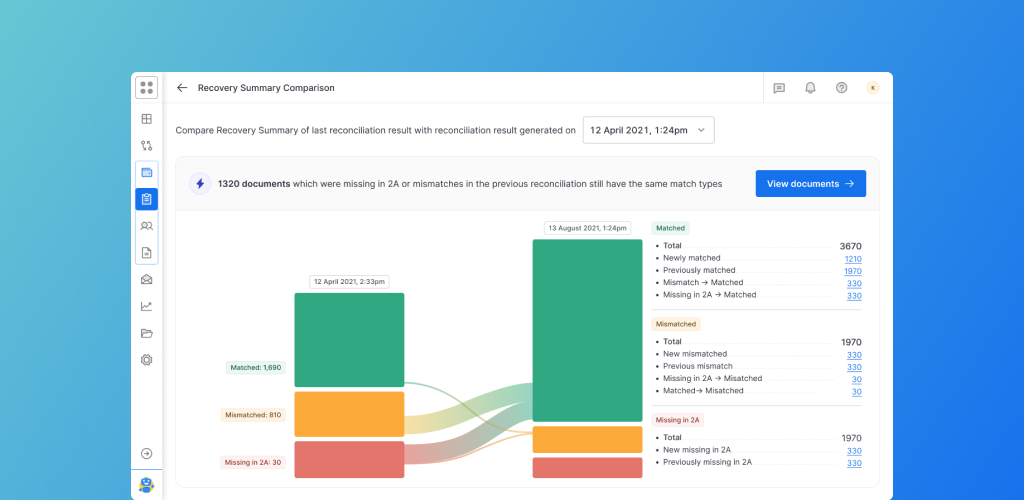 Recovery Summary Comparison
K
Compare Recovery Summary of last reconciliation result with reconciliation result generated on
12 April 2021, 1:24pm
1320 documents which were missing in 2A or mismatches in the previous reconciliation still have the same match types
View documents →
12 April 2021, 2:33pm
Matched: 1,690
Mismatched: 810
Missing in 2A: 30
13 August 2021, 1:24pm
Matched
• Total 3670
• Newly matched 1210
• Previously matched 1970
• Mismatch → Matched 330
• Missing in 2A → Matched 330
Mismatched
• Total 1970
• New mismatched 330
• Previous mismatch 330
• Missing in 2A → Misatched 30
• Matched→ Misatched 30
Missing in 2A
• Total 1970
• New missing in 2A 330
• Previously missing in 2A 330